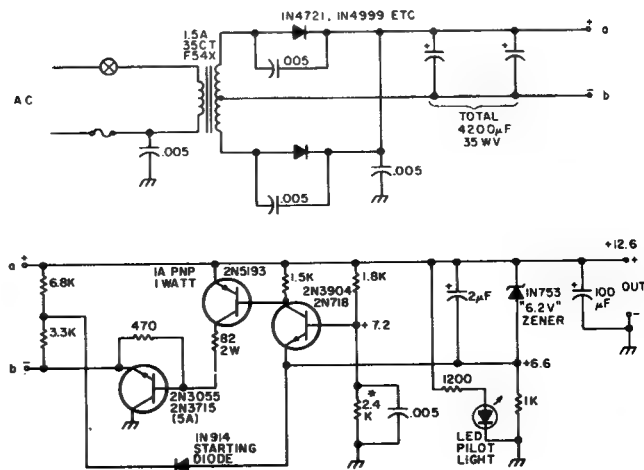 1N4721, 1N4999 ETC
1.5A
35CT
F54X
.005
AC
.005
.005
.005
+
+
+ a
- b
TOTAL
4200µF
35WV
a +
6.8K
3.3K
b -
470
1A PNP
1 WATT
2N5193
82
2W
2N3055
2N3715
(5A)
1N914
STARTING
DIODE
1.5K
2N3904
2N718
1.8K
+ 7.2
*
2.4
K
.005
+
2µF
1N753
"6.2V"
ZENER
+6.6
1200
LED
PILOT
LIGHT
1K
+12.6
+
+
100
µF
OUT
-